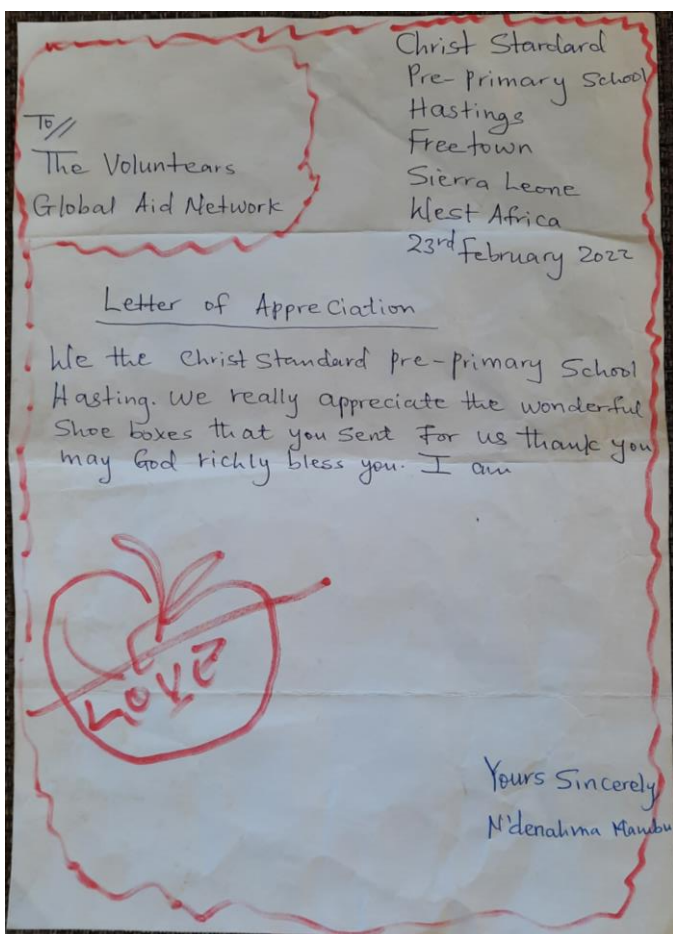 Christ Stardard
Pre-Primary School
Hastings
Freetown
Sierra Leone
West Africa
23rd February 2022
To//
The Voluntears
Global Aid Network
Letter of Appreciation
We the Christ Standard pre-primary School
Hasting. We really appreciate the wonderful
Shoe boxes that you Sent For us thank you
may God richly bless you. I am
LOVE
Yours Sincerely
N'denahma